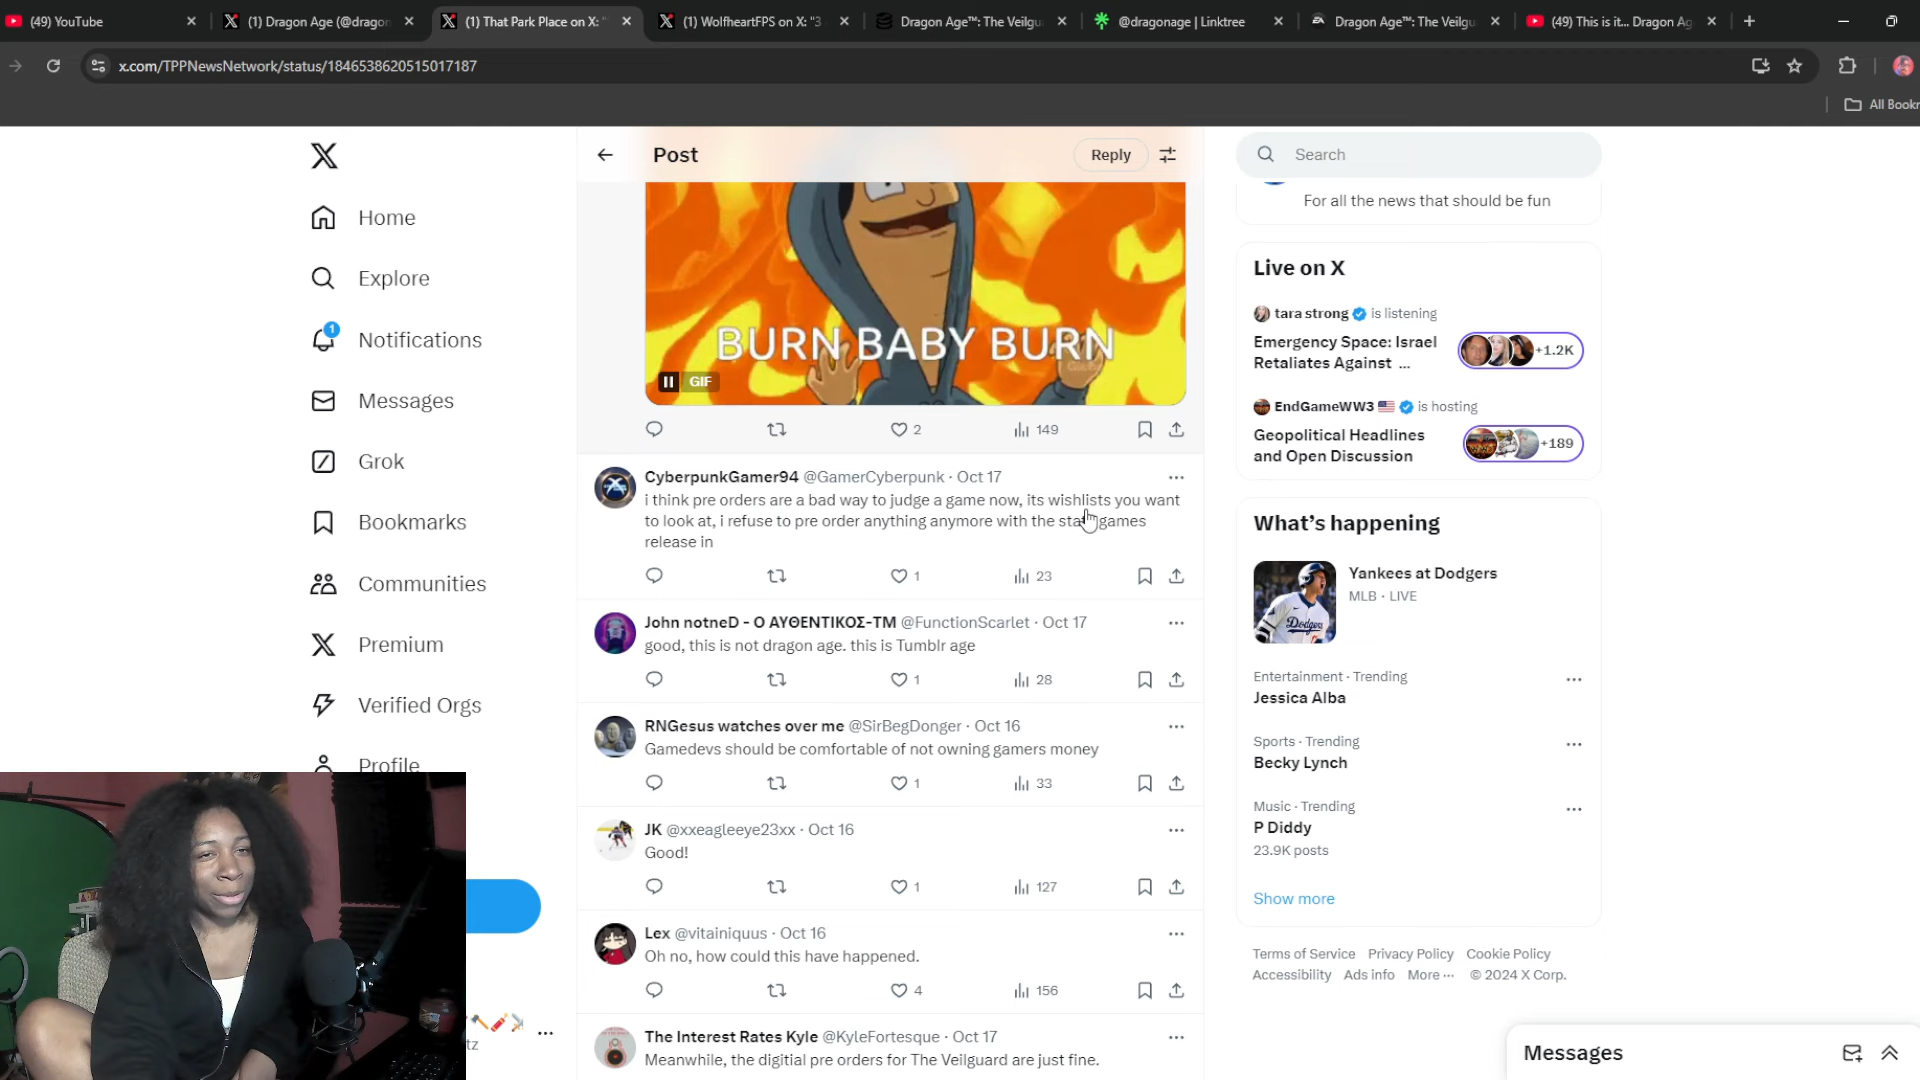 (49) YouTube
(1) Dragon Age (@dragon
(1) That Park Place on X: "
(1) WolfheartFPS on X: "3
Dragon Age™: The Veilgu
@dragonage | Linktree
Dragon Age™: The Veilgu
(49) This is it... Dragon Ag
x.com/TPPNewsNetwork/status/1846538620515017187
All Bookr
Post
Reply
Search
Home
Explore
1
Notifications
Messages
Grok
Bookmarks
Communities
Premium
Verified Orgs
Profile
BURN BABY BURN
GIF
2
149
CyberpunkGamer94 @GamerCyberpunk · Oct 17
i think pre orders are a bad way to judge a game now, its wishlists you want
to look at, i refuse to pre order anything anymore with the games
release in
1
23
John notneD - Ο ΑΥΘΕΝΤΙΚΟΣ-TM @FunctionScarlet · Oct 17
good, this is not dragon age. this is Tumblr age
1
28
RNGesus watches over me @SirBegDonger · Oct 16
Gamedevs should be comfortable of not owning gamers money
1
33
JK @xxeagleeye23xx · Oct 16
Good!
1
127
Lex @vitainiquus · Oct 16
Oh no, how could this have happened.
4
156
The Interest Rates Kyle @KyleFortesque · Oct 17
Meanwhile, the digitial pre orders for The Veilguard are just fine.
For all the news that should be fun
Live on X
tara strong is listening
Emergency Space: Israel
Retaliates Against ...
+1.2K
EndGameWW3 is hosting
Geopolitical Headlines
and Open Discussion
+189
What's happening
Yankees at Dodgers
MLB · LIVE
Entertainment · Trending
Jessica Alba
Sports · Trending
Becky Lynch
Music · Trending
P Diddy
23.9K posts
Show more
Terms of Service Privacy Policy Cookie Policy
Accessibility Ads info More ··· © 2024 X Corp.
Messages
tz